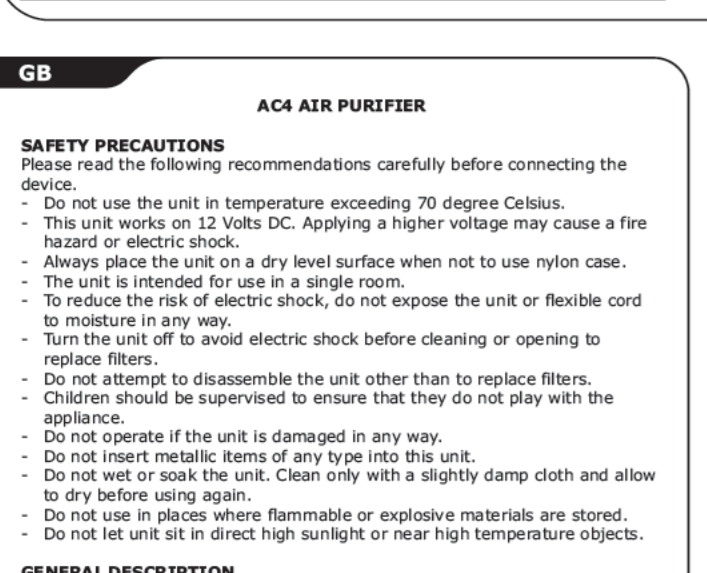 GB
AC4 AIR PURIFIER
SAFETY PRECAUTIONS
Please read the following recommendations carefully before connecting the
device.
- Do not use the unit in temperature exceeding 70 degree Celsius.
- This unit works on 12 Volts DC. Applying a higher voltage may cause a fire
hazard or electric shock.
- Always place the unit on a dry level surface when not to use nylon case.
- The unit is intended for use in a single room.
- To reduce the risk of electric shock, do not expose the unit or flexible cord
to moisture in any way.
- Turn the unit off to avoid electric shock before cleaning or opening to
replace filters.
- Do not attempt to disassemble the unit other than to replace filters.
- Children should be supervised to ensure that they do not play with the
appliance.
- Do not operate if the unit is damaged in any way.
- Do not insert metallic items of any type into this unit.
- Do not wet or soak the unit. Clean only with a slightly damp cloth and allow
to dry before using again.
- Do not use in places where flammable or explosive materials are stored.
- Do not let unit sit in direct high sunlight or near high temperature objects.
GENERAL DESCRIPTION